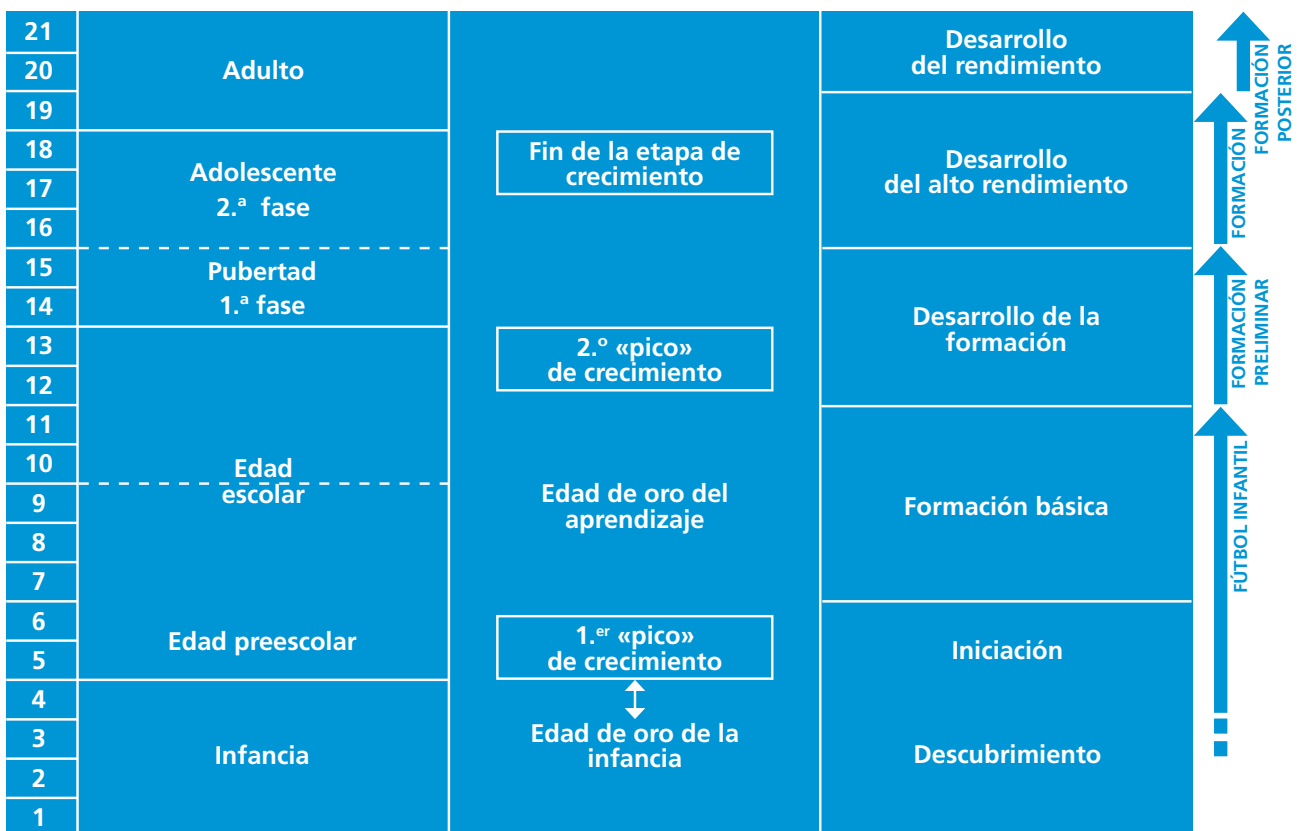 21
20
19
18
17
16
15
14
13
12
11
10
9
8
7
6
5
4
3
2
1
Adulto
Adolescente
2.ª fase
Pubertad
1.ª fase
Edad
escolar
Edad preescolar
Infancia
Fin de la etapa de
crecimiento
2.º «pico»
de crecimiento
Edad de oro del
aprendizaje
1.er «pico»
de crecimiento
Edad de oro de la
infancia
Desarrollo
del rendimiento
Desarrollo
del alto rendimiento
Desarrollo de la
formación
Formación básica
Iniciación
Descubrimiento
FORMACIÓN
POSTERIOR
FORMACIÓN
FORMACIÓN
PRELIMINAR
FÚTBOL INFANTIL